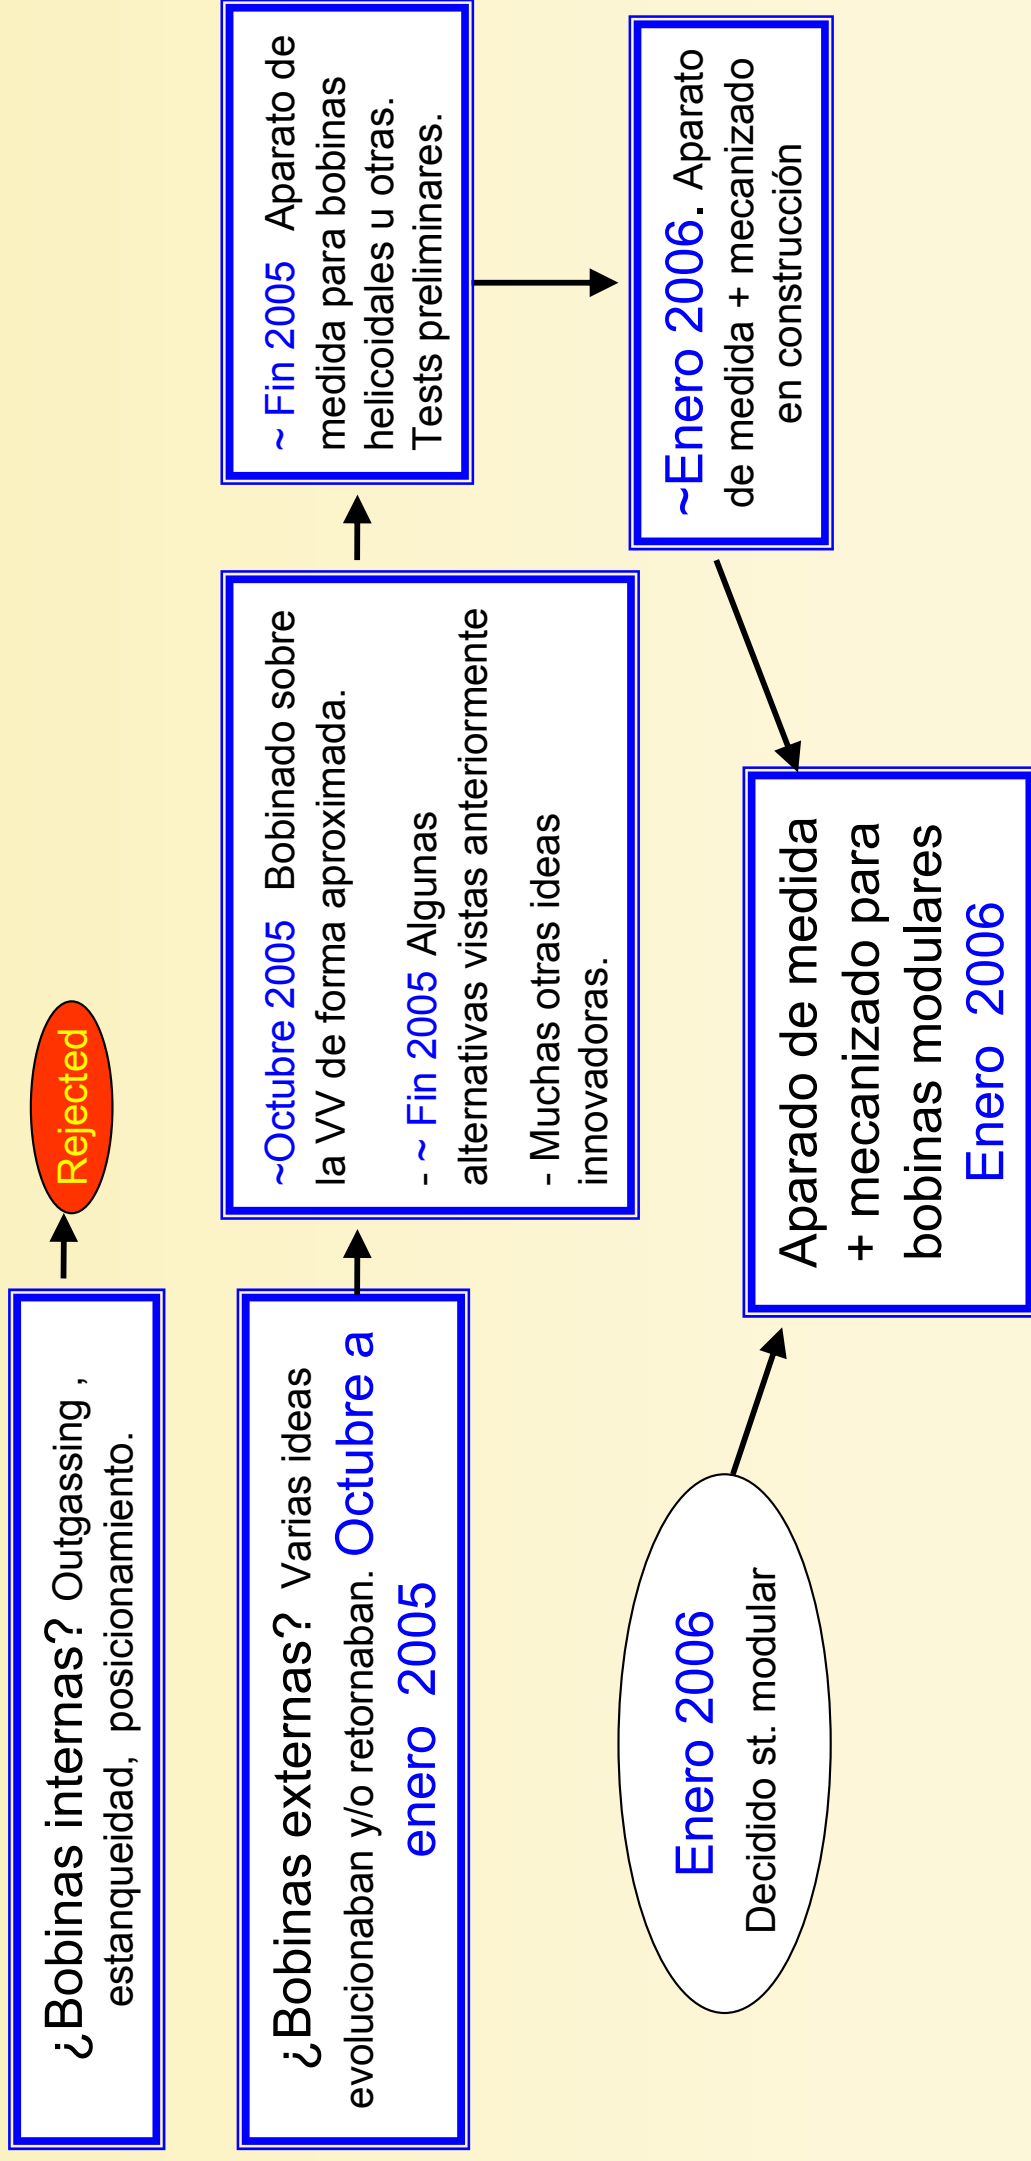 ¿Bobinas internas? Outgassing ,
estanqueidad, posicionamiento.
Rejected
¿Bobinas externas? Varias ideas
evolucionaban y/o retornaban. Octubre a
enero 2005
~Octubre 2005 Bobinado sobre
la VV de forma aproximada.
- ~ Fin 2005 Algunas
alternativas vistas anteriormente
- Muchas otras ideas
innovadoras.
~ Fin 2005 Aparato de
medida para bobinas
helicoidales u otras.
Tests preliminares.
~Enero 2006. Aparato
de medida + mecanizado
en construcción
Enero 2006
Decidido st. modular
Aparado de medida
+ mecanizado para
bobinas modulares
Enero 2006